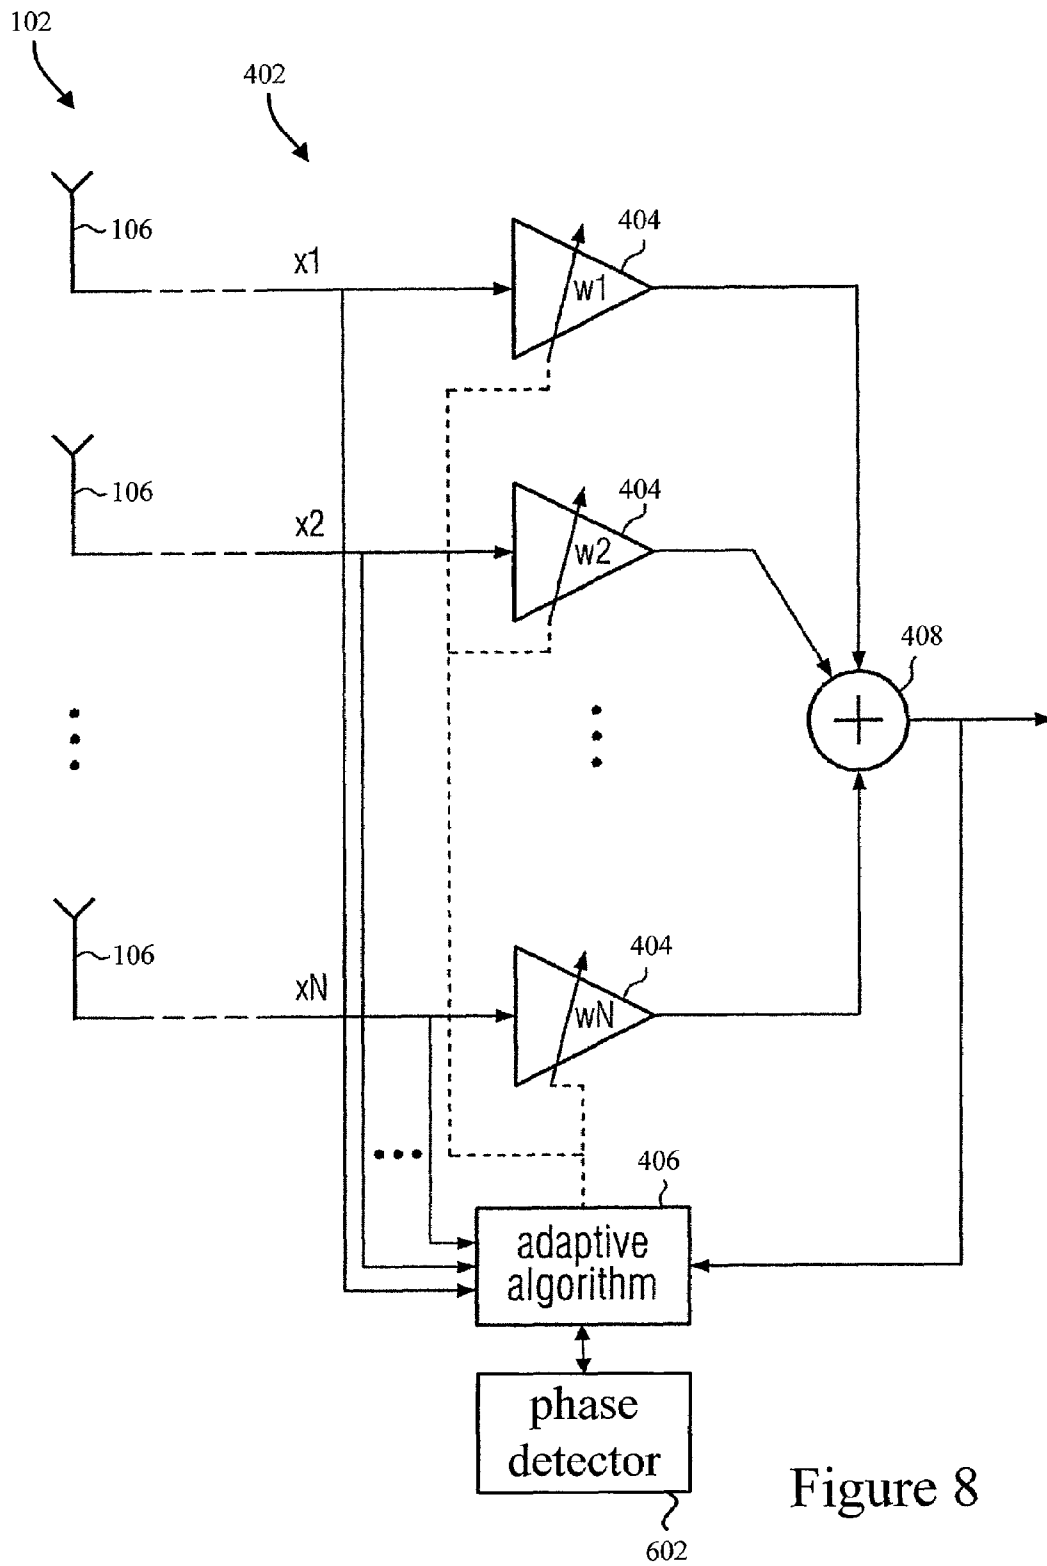 102
402
106
x1
w1
404
106
x2
w2
404
408
106
xN
wN
404
406
adaptive
algorithm
phase
detector
602
Figure 8